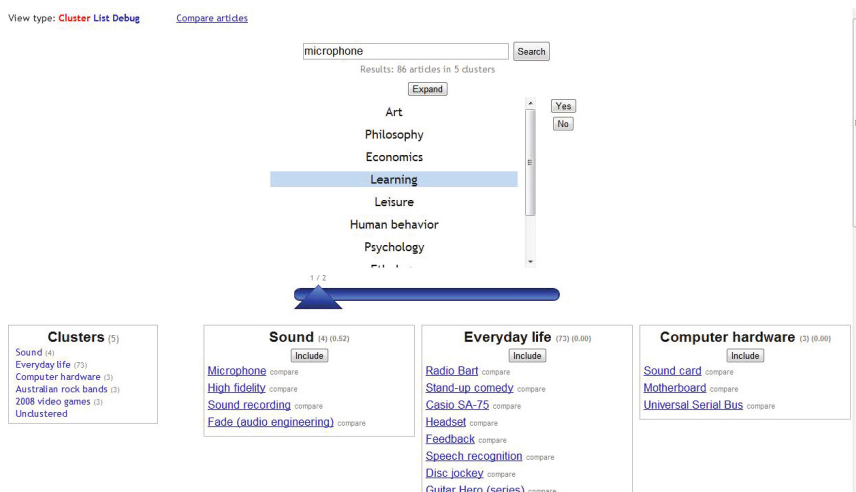 View type: Cluster List Debug Compare articles
microphone Search
Results: 86 articles in 5 clusters
Expand
Yes
No
Art
Philosophy
Economics
Learning
Leisure
Human behavior
Psychology
1 / 2
Clusters (5)
Sound (4)
Everyday life (73)
Computer hardware (3)
Australian rock bands (3)
2008 video games (3)
Unclustered
Sound (4) (0.52)
Include
Microphone compare
High fidelity compare
Sound recording compare
Fade (audio engineering) compare
Everyday life (73) (0.00)
Include
Radio Bart compare
Stand-up comedy compare
Casio SA-75 compare
Headset compare
Feedback compare
Speech recognition compare
Disc jockey compare
Guitar Hero (series) compare
Computer hardware (3) (0.00)
Include
Sound card compare
Motherboard compare
Universal Serial Bus compare